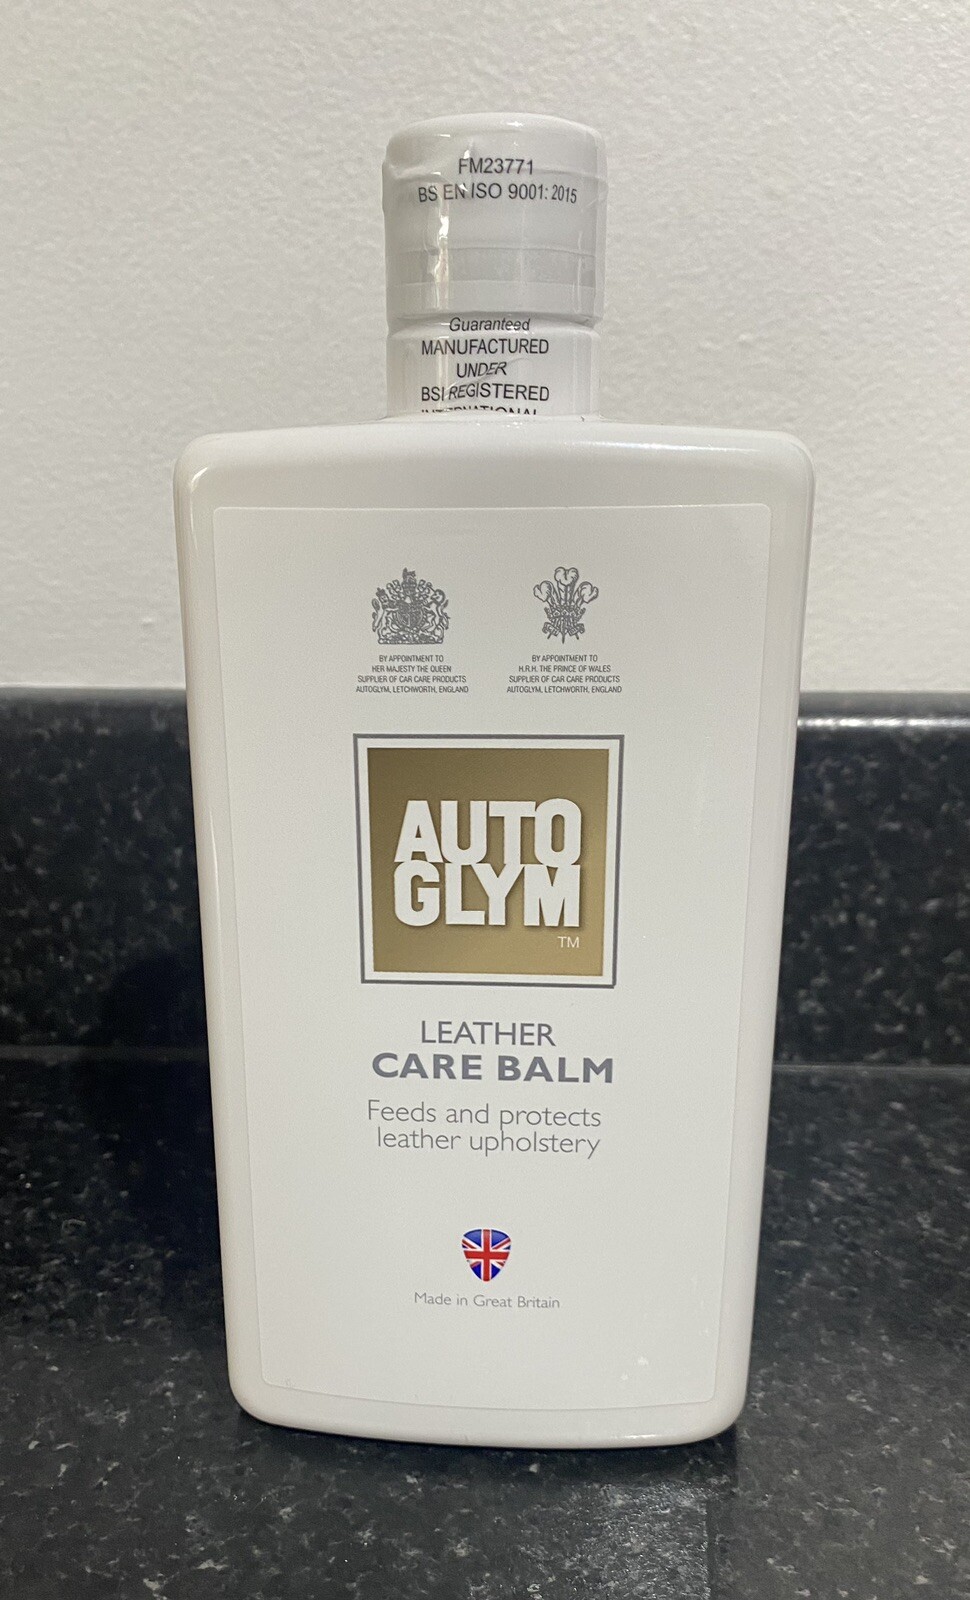 FM23771
BS EN ISO 9001: 2015
Guaranteed
MANUFACTURED
UNDER
BSI REGISTERED
INTERNATIONAL
BY APPOINTMENT TO
HER MAJESTY THE QUEEN
SUPPLIER OF CAR CARE PRODUCTS
AUTOGLYM, LETCHWORTH, ENGLAND
BY APPOINTMENT TO
H.R.H. THE PRINCE OF WALES
SUPPLIER OF CAR CARE PRODUCTS
AUTOGLYM, LETCHWORTH, ENGLAND
AUTO
GLYM
TM
LEATHER
CARE BALM
Feeds and protects
leather upholstery
Made in Great Britain